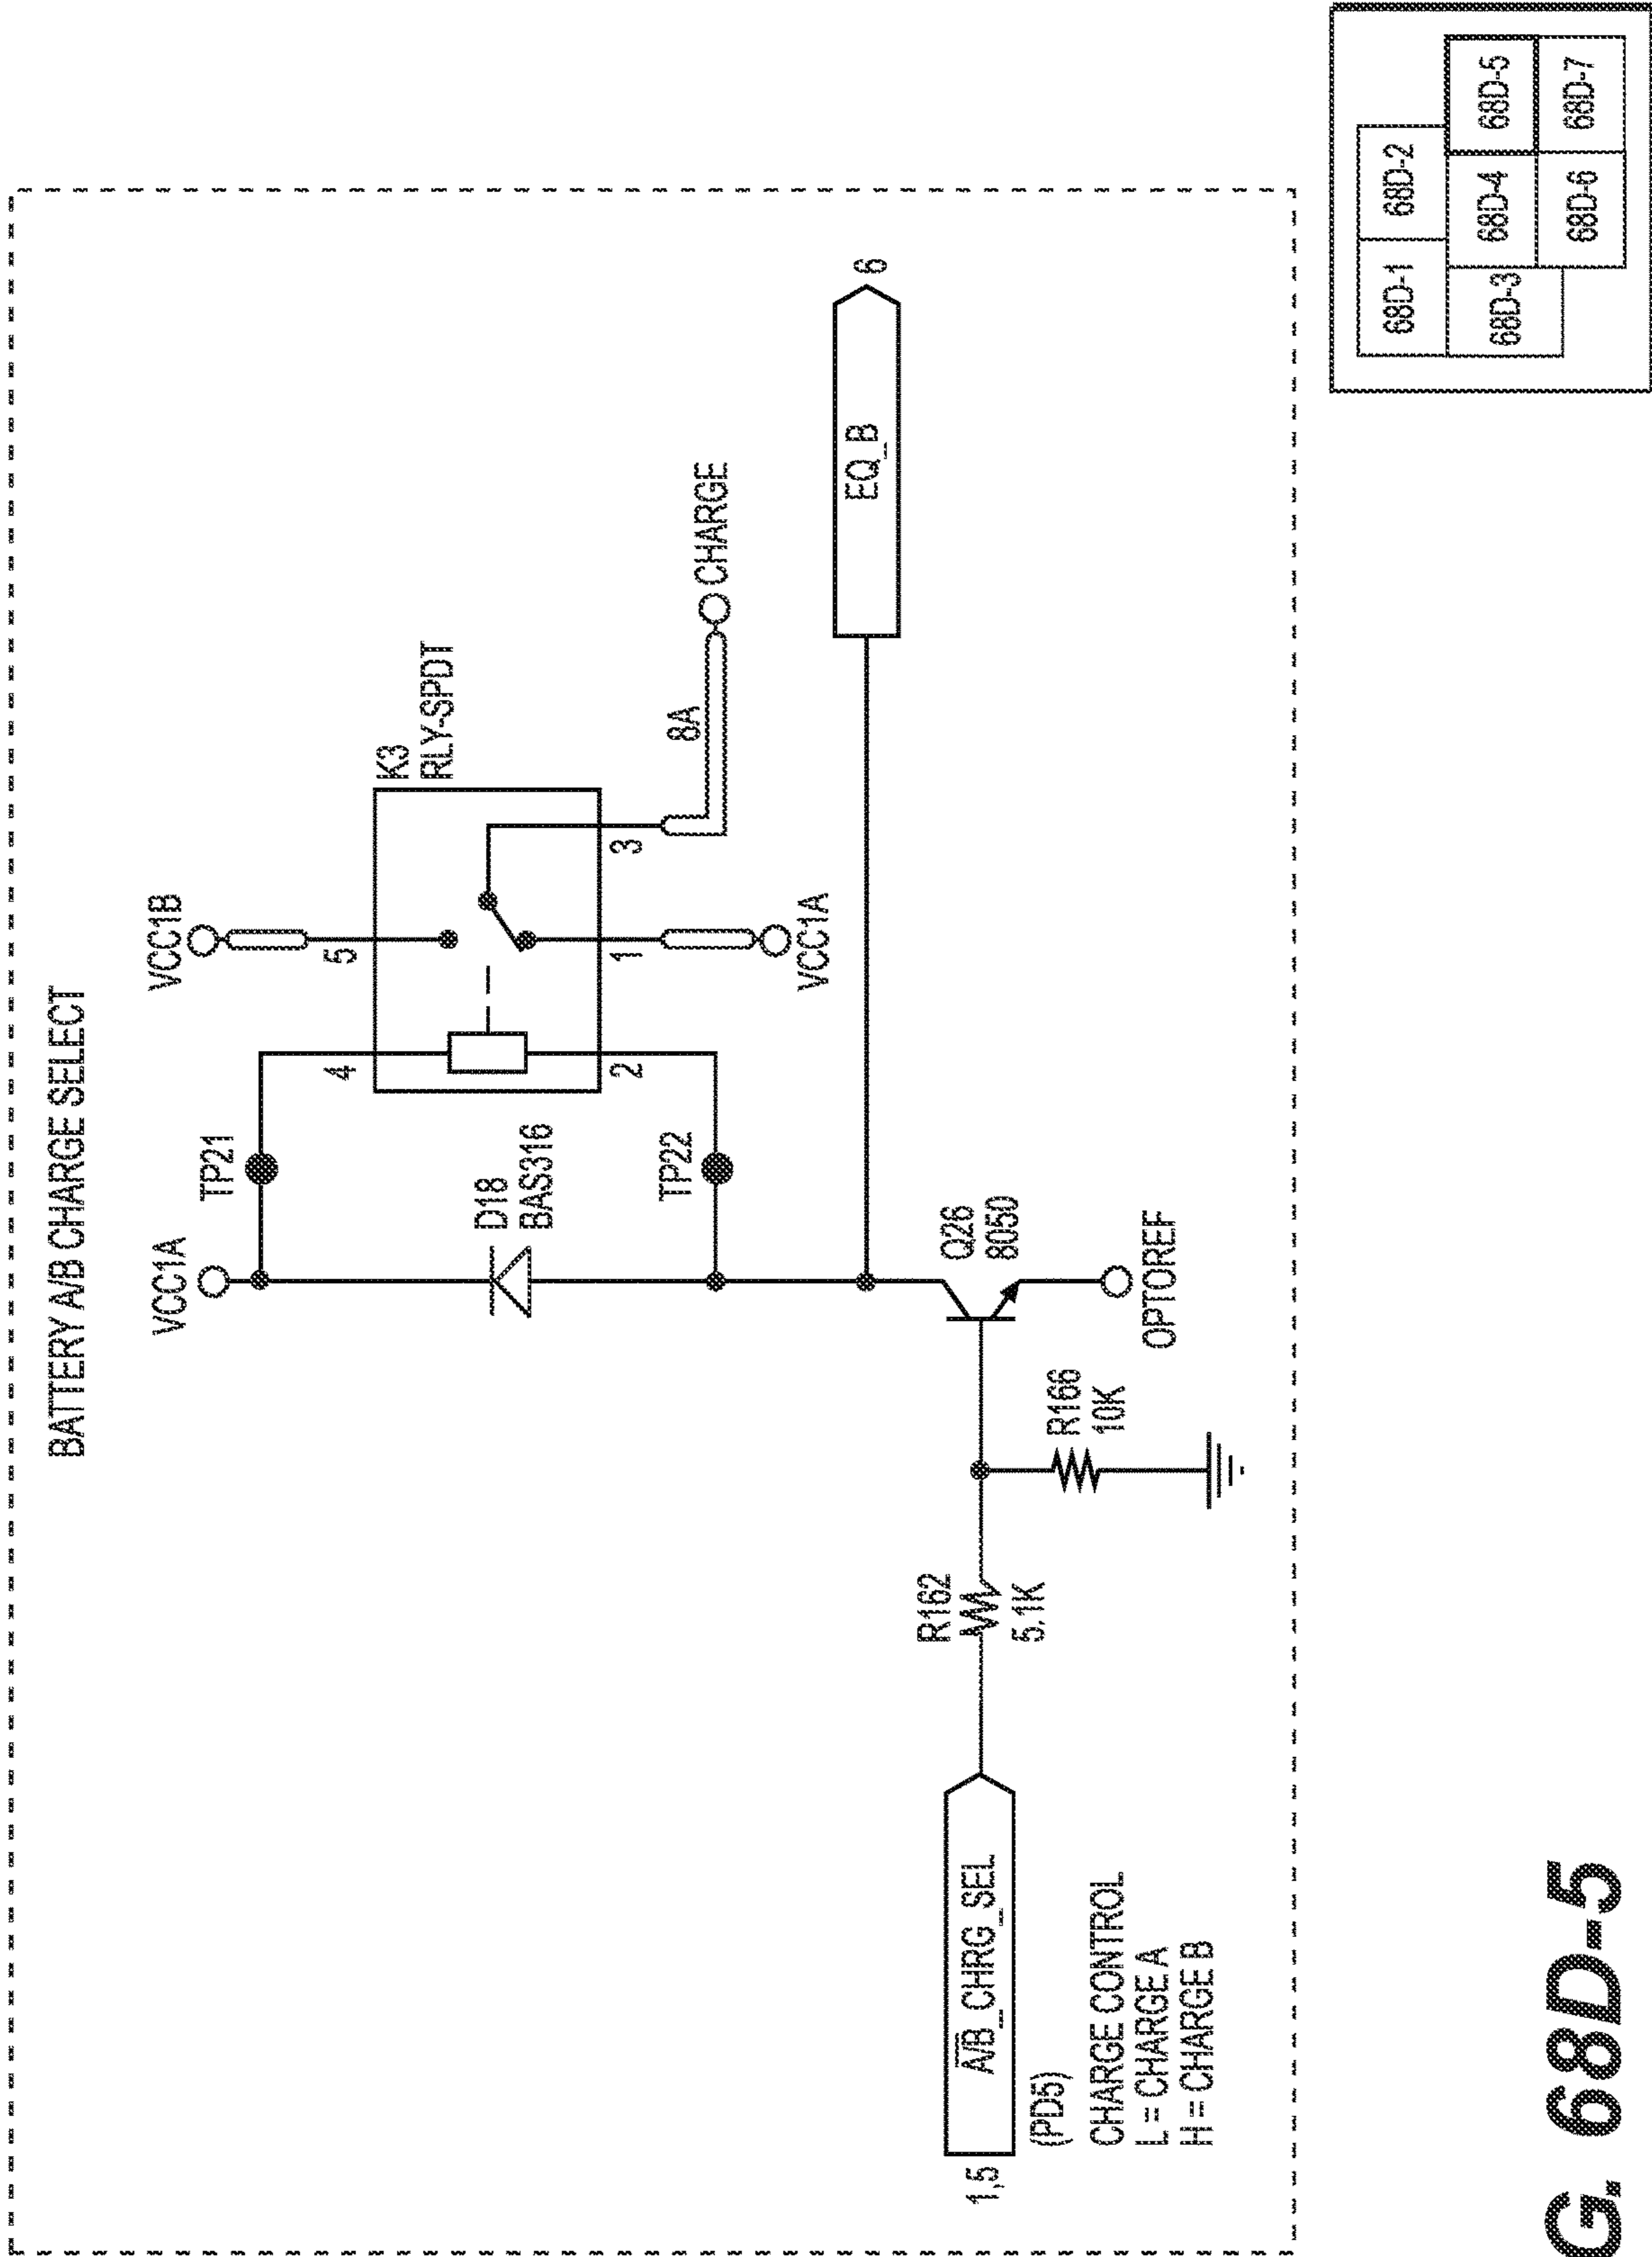 BATTERY A/B CHARGE SELECT
VCC1A
TP21
VCC1B
4
5
K3
RLY-SPDT
D18
BAS316
2
1
3
TP22
8A
CHARGE
VCC1A
EQ_B
6
Q26
8050
OPTOREF
R162
5.1K
R166
10K
1,5
A/B_CHRG_SEL
(PD5)
CHARGE CONTROL
L = CHARGE A
H = CHARGE B
G. 68D-5
68D-1
68D-2
68D-3
68D-4
68D-5
68D-6
68D-7